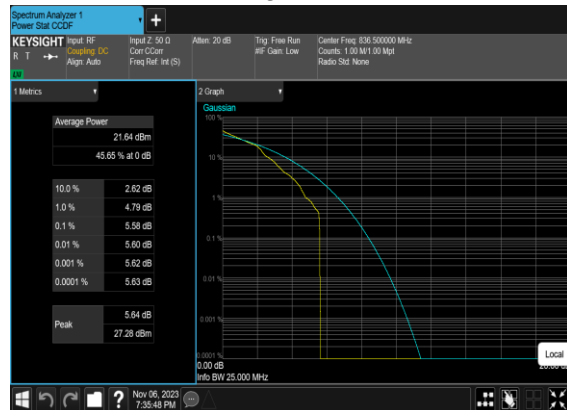 Spectrum Analyzer 1
Power Stat CCDF
+
KEYSIGHT
R T
LW
Input: RF
Coupling: DC
Align: Auto
Input Z: 50 Ω
Corr CCorr
Freq Ref: Int (S)
Atten: 20 dB
Trig: Free Run
#IF Gain: Low
Center Freq: 836.500000 MHz
Counts: 1.00 M/1.00 Mpt
Radio Std: None
1 Metrics
Average Power
21.64 dBm
45.65 % at 0 dB
10.0 % 2.62 dB
1.0 % 4.79 dB
0.1 % 5.58 dB
0.01 % 5.60 dB
0.001 % 5.62 dB
0.0001 % 5.63 dB
Peak
5.64 dB
27.28 dBm
2 Graph
Gaussian
100 %
10 %
1 %
0.1 %
0.01 %
0.001 %
0.0001 %
0.00 dB
Info BW 25.000 MHz
Local
?
Nov 06, 2023
7:35:48 PM